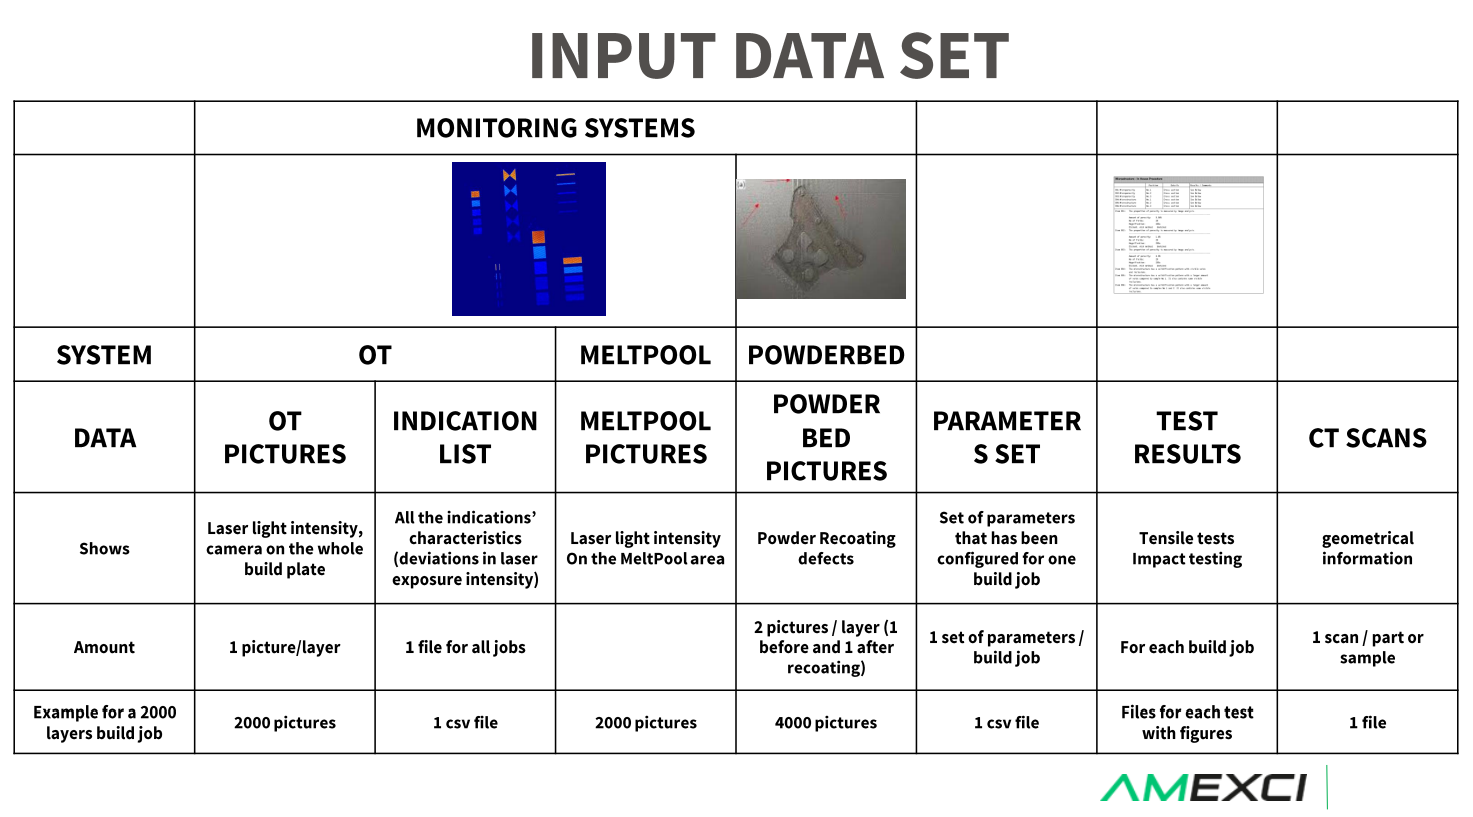 INPUT DATA SET
MONITORING SYSTEMS
SYSTEM
OT
MELTPOOL
POWDERBED
DATA
OT
PICTURES
INDICATION
LIST
MELTPOOL
PICTURES
POWDER
BED
PICTURES
PARAMETER
S SET
TEST
RESULTS
CT SCANS
Shows
Laser light intensity,
camera on the whole
build plate
All the indications’
characteristics
(deviations in laser
exposure intensity)
Laser light intensity
On the MeltPool area
Powder Recoating
defects
Set of parameters
that has been
configured for one
build job
Tensile tests
Impact testing
geometrical
information
Amount
1 picture/layer
1 file for all jobs
2 pictures / layer (1
before and 1 after
recoating)
1 set of parameters /
build job
For each build job
1 scan / part or
sample
Example for a 2000
layers build job
2000 pictures
1 csv file
2000 pictures
4000 pictures
1 csv file
Files for each test
with figures
1 file
AMEXCI